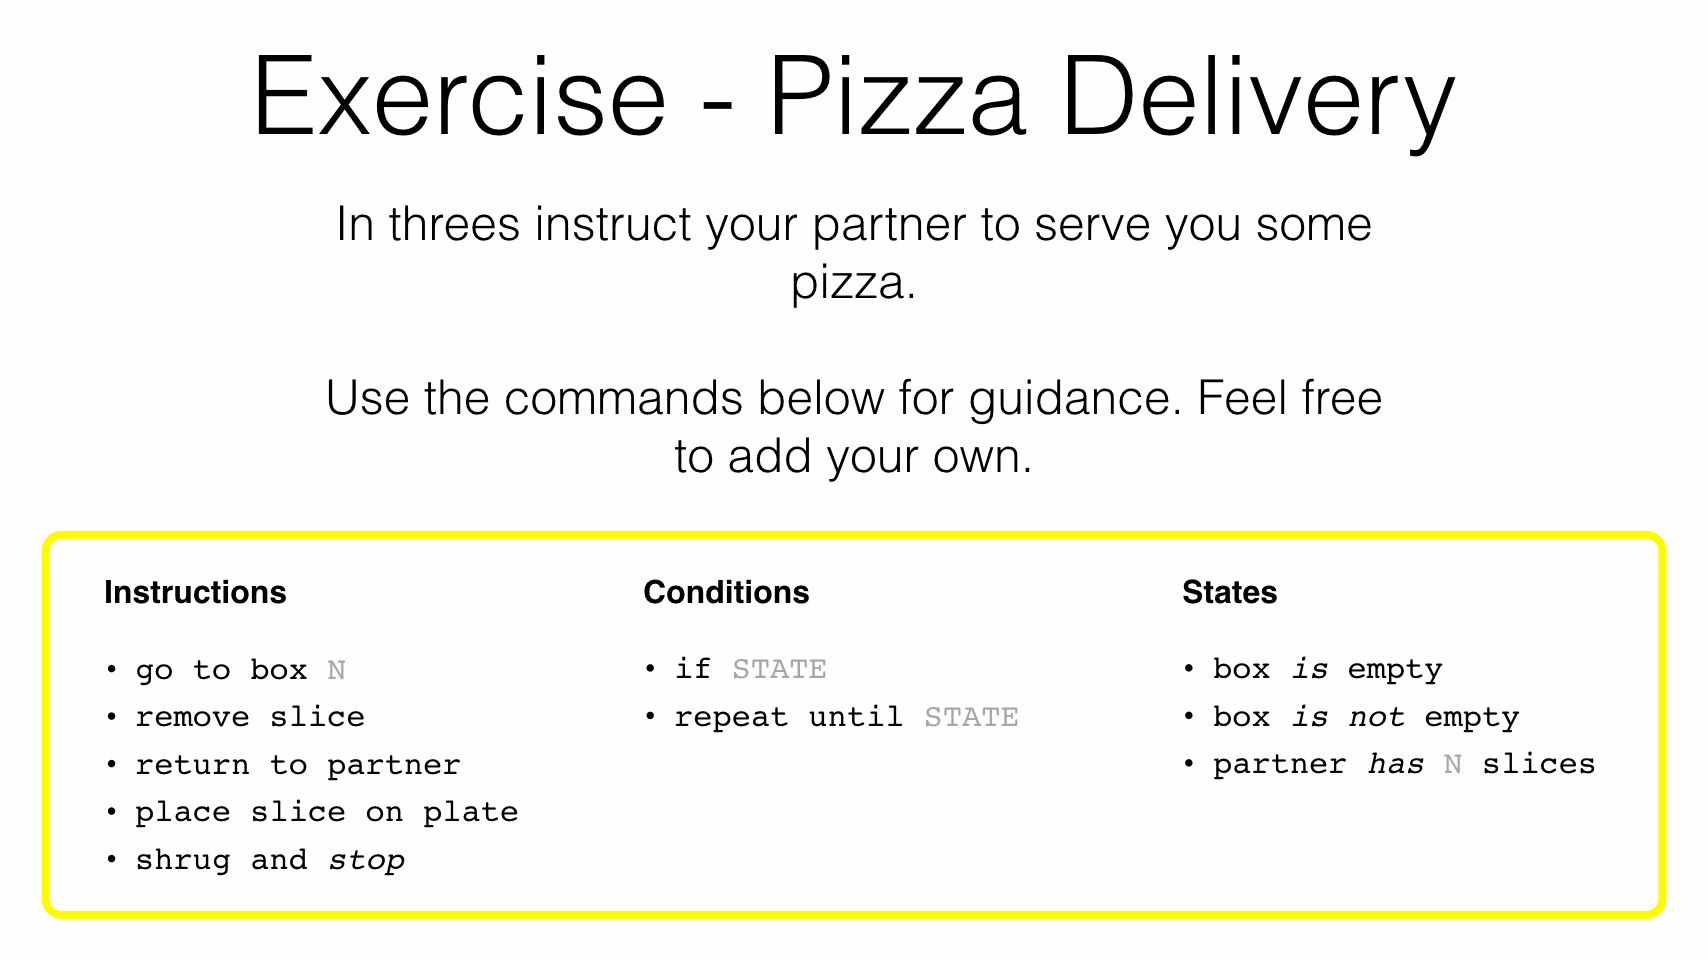 Exercise - Pizza Delivery
In threes instruct your partner to serve you some
pizza.
Use the commands below for guidance. Feel free
to add your own.
Instructions
• go to box N
• remove slice
• return to partner
• place slice on plate
• shrug and stop
Conditions
• if STATE
• repeat until STATE
States
• box is empty
• box is not empty
• partner has N slices